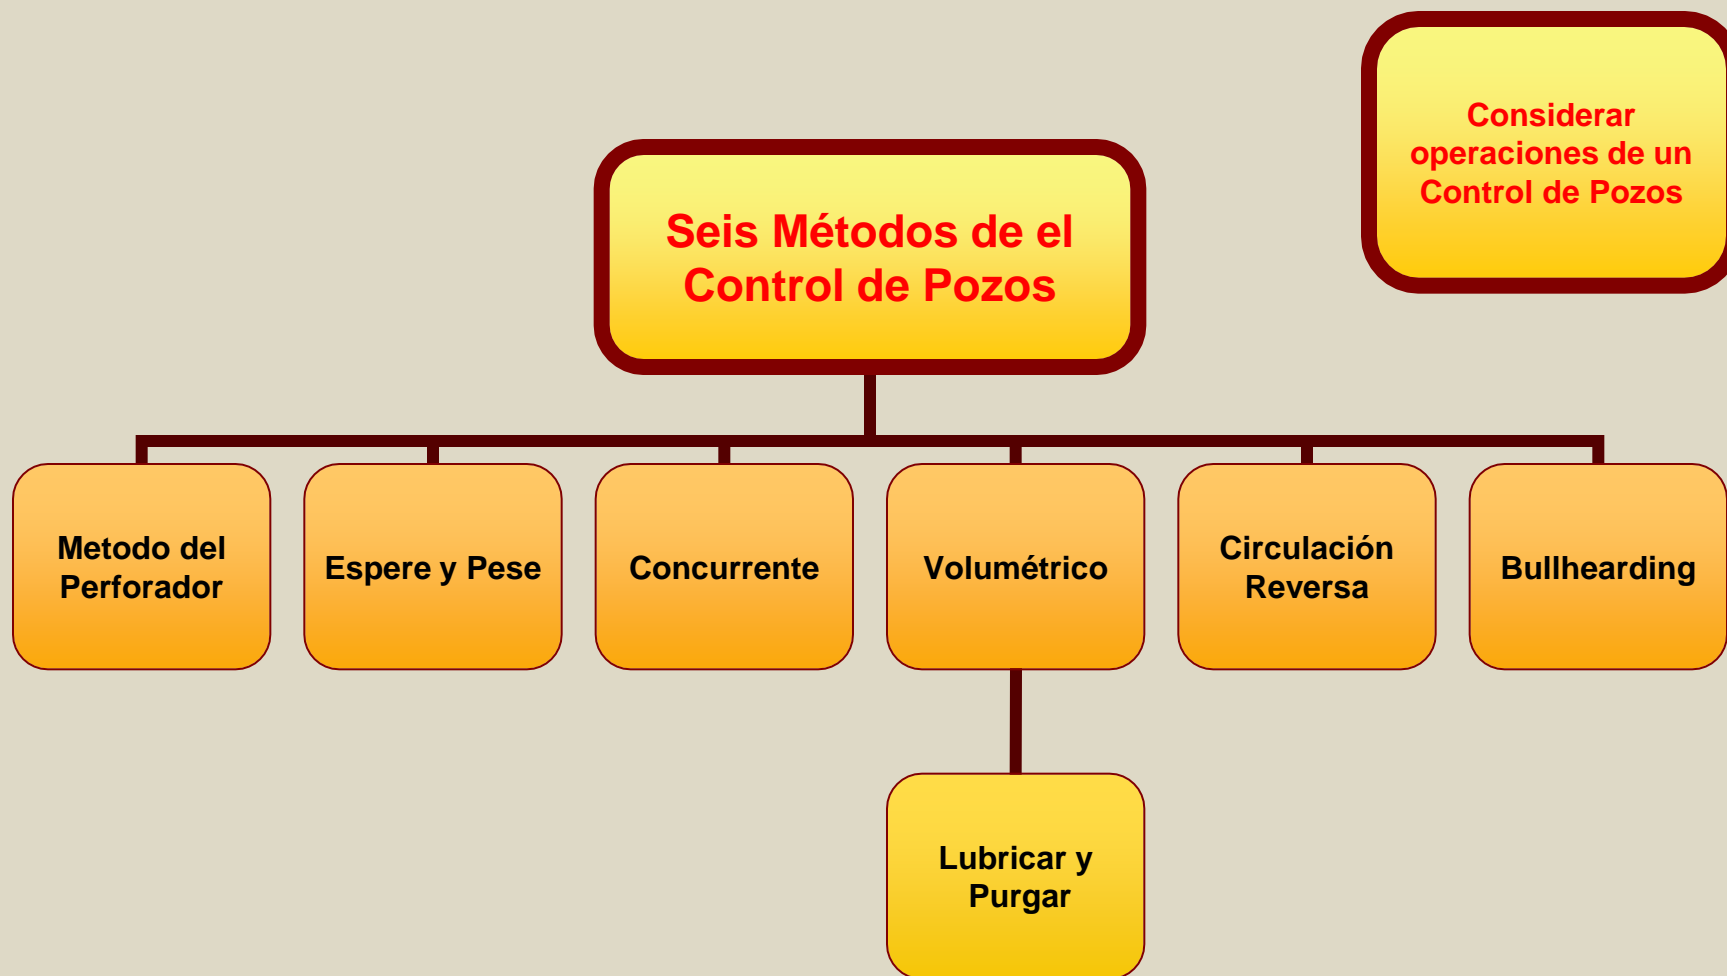 Considerar
operaciones de un
Control de Pozos
Seis Métodos de el
Control de Pozos
Metodo del
Perforador
Espere y Pese
Concurrente
Volumétrico
Circulación
Reversa
Bullhearding
Lubricar y
Purgar